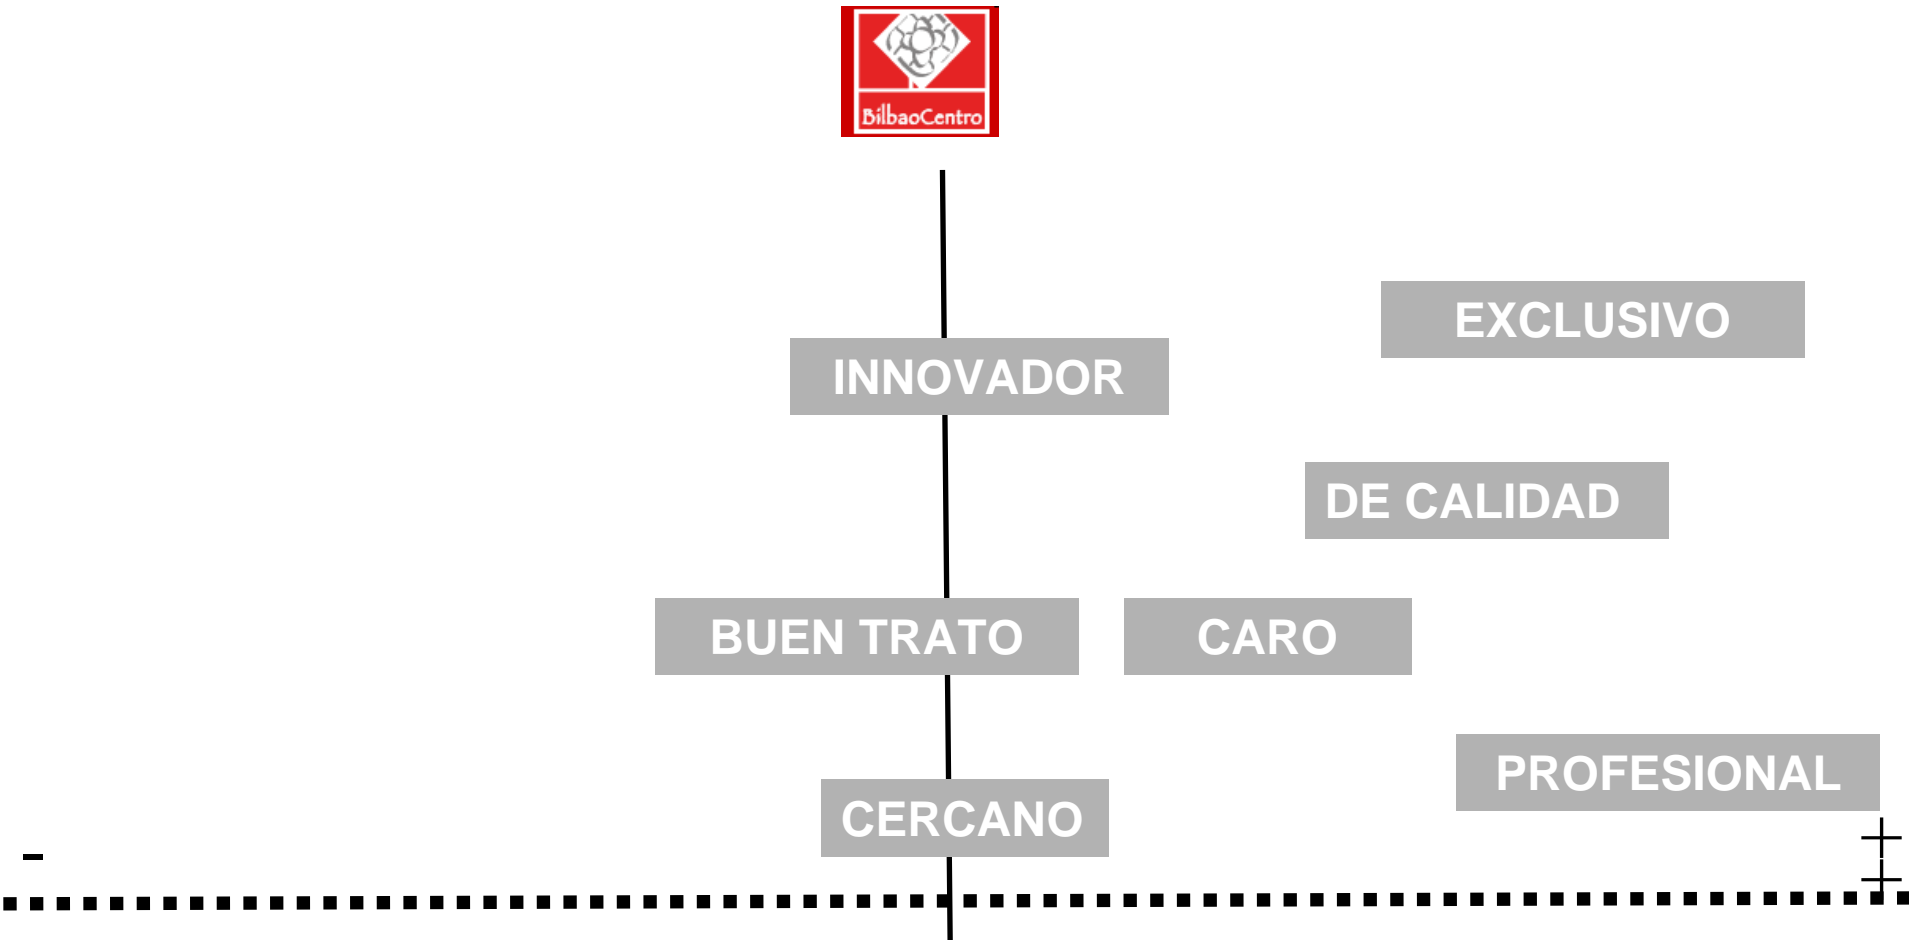 BilbaoCentro
EXCLUSIVO
INNOVADOR
DE CALIDAD
BUEN TRATO
CARO
PROFESIONAL
CERCANO
-
+
+